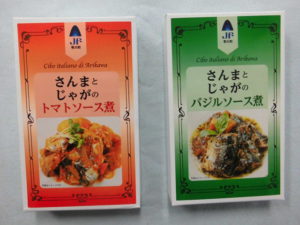 JF
Cibo italiano di Arikawa
さんまと
じゃがの
トマトソース煮
JF
Cibo italiano di Arikawa
さんまと
じゃがの
バジルソース煮